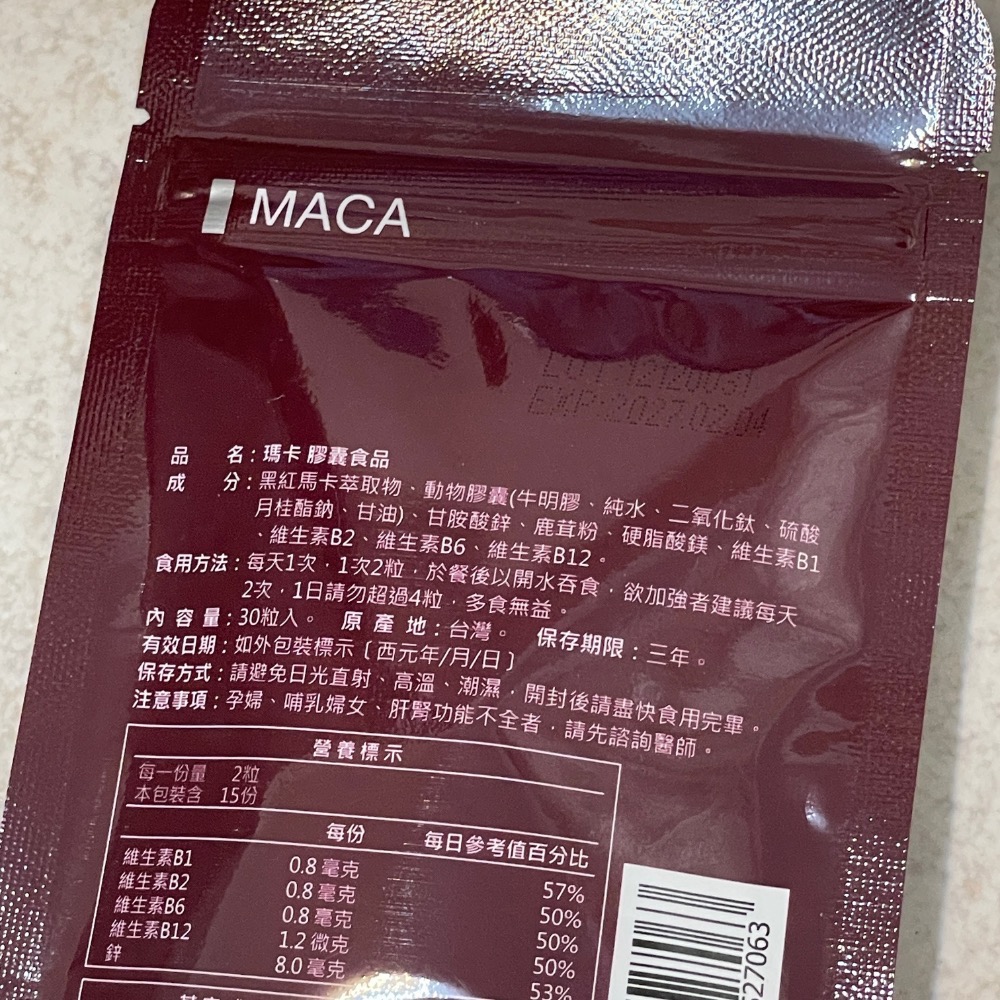 MACA
EXP:2027.02.04
品 名:瑪卡 膠囊食品
成 分:黑紅馬卡萃取物、動物膠囊(牛明膠、純水、二氧化鈦、硫酸
月桂酯鈉、甘油)、甘胺酸鋅、鹿茸粉、硬脂酸鎂、維生素B1
、維生素B2、維生素B6、維生素B12。
食用方法:每天1次,1次2粒,於餐後以開水吞食,欲加強者建議每天
2次,1日請勿超過4粒,多食無益。
內 容 量:30粒入。 原 產 地:台灣。 保存期限:三年。
有效日期:如外包裝標示〔西元年/月/日〕
保存方式:請避免日光直射、高溫、潮濕,開封後請盡快食用完畢。
注意事項:孕婦、哺乳婦女、肝腎功能不全者,請先諮詢醫師。
營養標示
每一份量 2粒
本包裝含 15份
每份 每日參考值百分比
維生素B1 0.8 毫克 57%
維生素B2 0.8 毫克 50%
維生素B6 0.8 毫克 50%
維生素B12 1.2 微克 50%
鋅 8.0 毫克 53%
27063